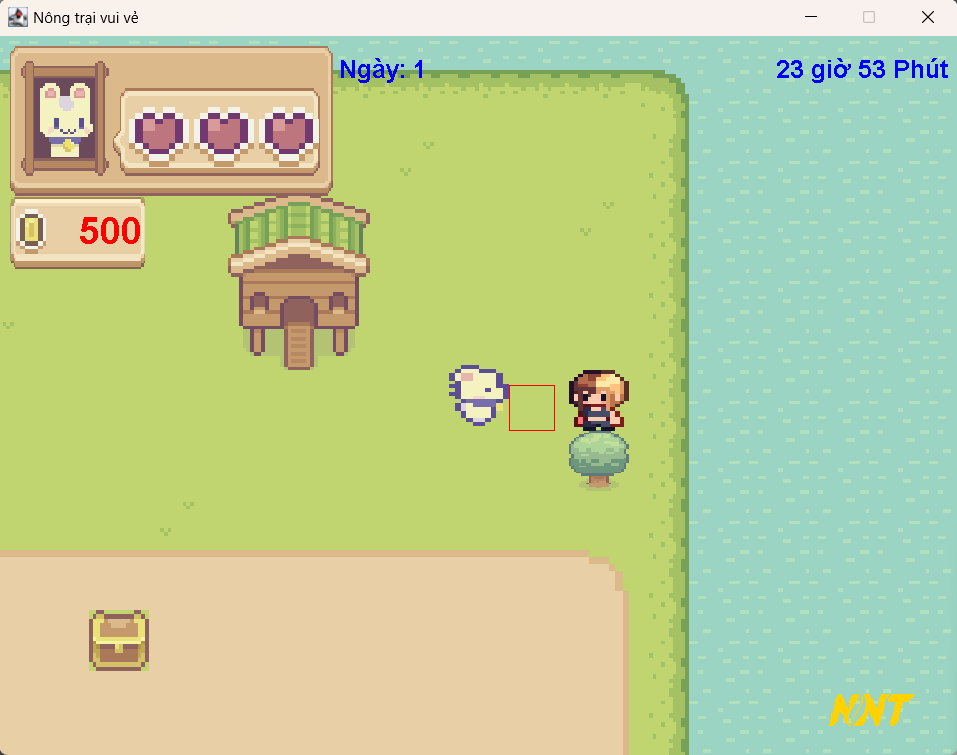 Nông trại vui vẻ
Ngày: 1
23 giờ 53 Phút
500
NNT